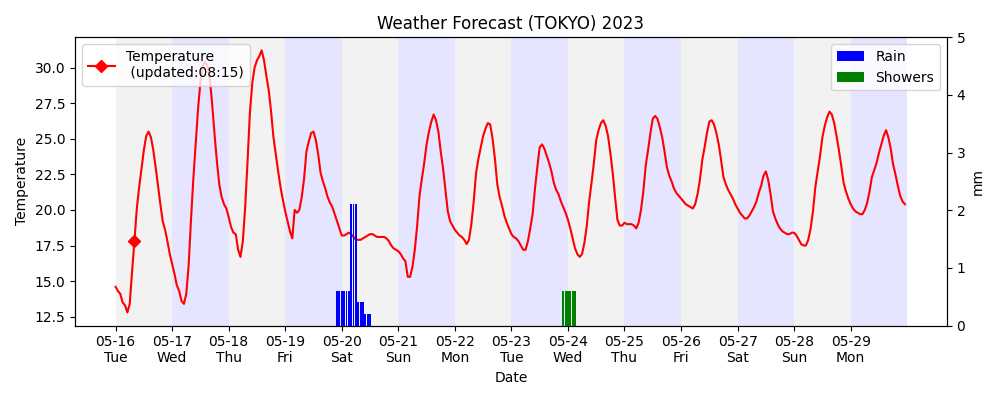 Weather Forecast (TOKYO) 2023
Temperature
(updated:08:15)
Rain
Showers
Temperature
30.0
27.5
25.0
22.5
20.0
17.5
15.0
12.5
5
4
3
2
1
0
mm
05-16 05-17 05-18 05-19 05-20 05-21 05-22 05-23 05-24 05-25 05-26 05-27 05-28 05-29
Tue Wed Thu Fri Sat Sun Mon Tue Wed Thu Fri Sat Sun Mon
Date